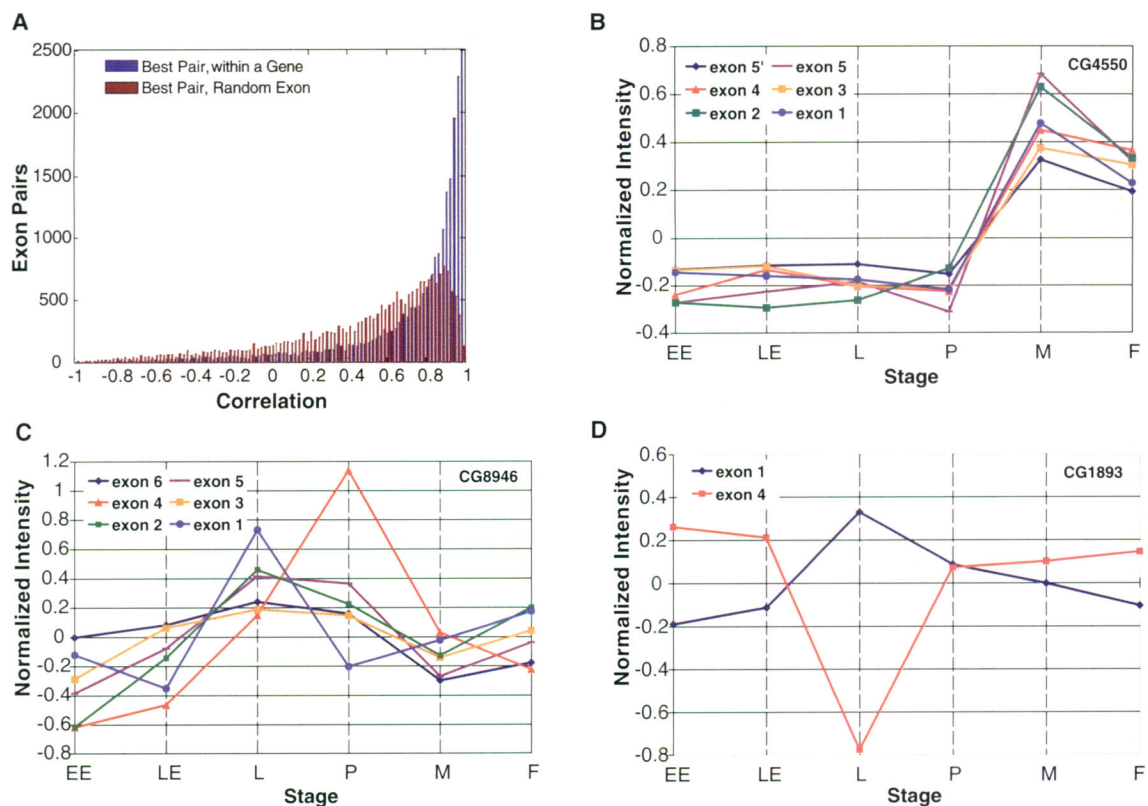 A
2500
2000
1500
1000
500
0
Exon Pairs
Best Pair, within a Gene
Best Pair, Random Exon
-1 -0.8 -0.6 -0.4 -0.2 0 0.2 0.4 0.6 0.8 1
Correlation
B
0.8
0.6
0.4
0.2
0
-0.2
-0.4
Normalized Intensity
exon 5' exon 5
exon 4 exon 3
exon 2 exon 1
CG4550
EE LE L P M F
Stage
C
1.2
1
0.8
0.6
0.4
0.2
0
-0.2
-0.4
-0.6
-0.8
Normalized Intensity
exon 6 exon 5
exon 4 exon 3
exon 2 exon 1
CG8946
EE LE L P M F
Stage
D
0.6
0.4
0.2
0
-0.2
-0.4
-0.6
-0.8
Normalized Intensity
exon 1
exon 4
CG1893
EE LE L P M F
Stage